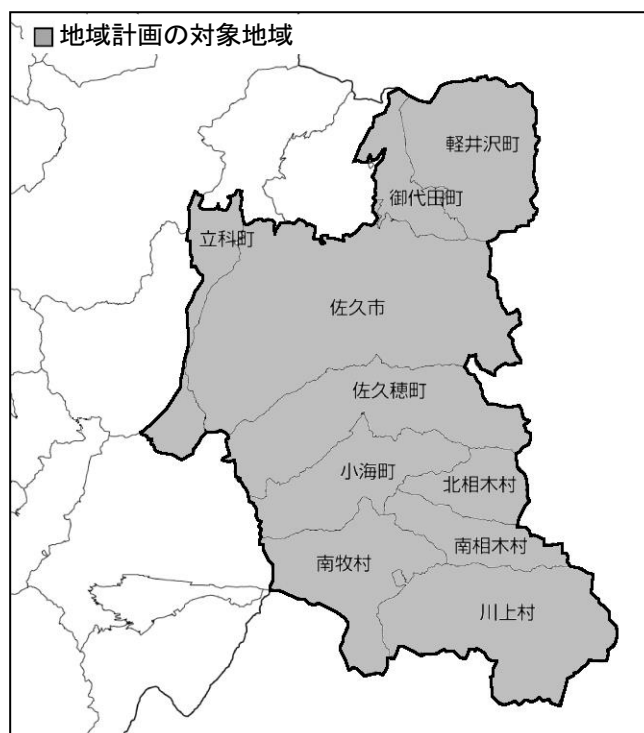 地域計画の対象地域
軽井沢町
御代田町
立科町
佐久市
佐久穂町
小海町
北相木村
南相木村
南牧村
川上村